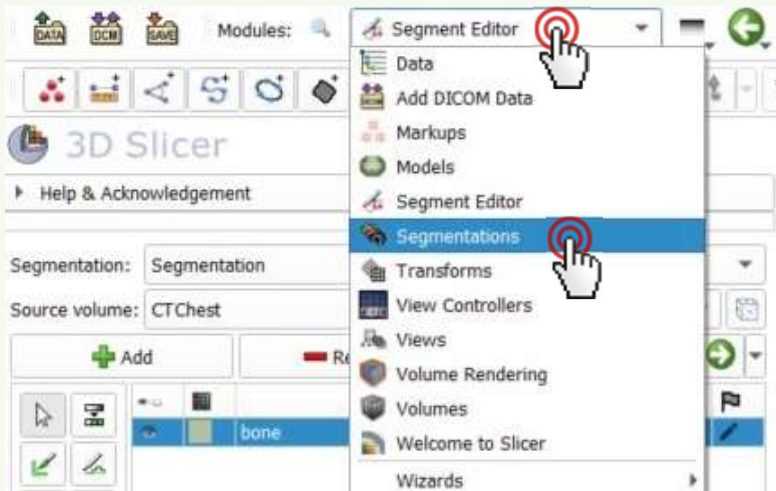 DATA DCM SAVE Modules: Segment Editor
Data
Add DICOM Data
Markups
3D Slicer
Models
Help & Acknowledgement
Segment Editor
Segmentations
Segmentation: Segmentation
Transforms
Source volume: CTChest
View Controllers
Views
Add Re
Volume Rendering
Volumes
bone
Welcome to Slicer
Wizards